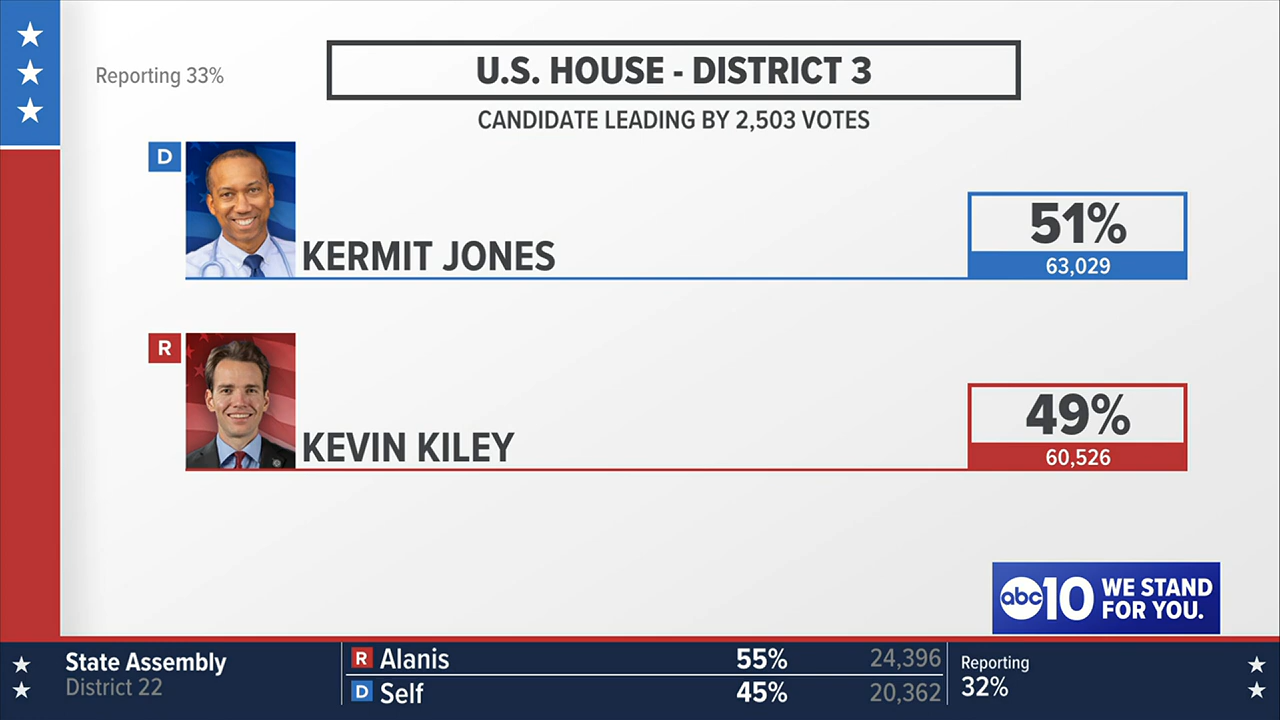 Reporting 33%
U.S. HOUSE - DISTRICT 3
CANDIDATE LEADING BY 2,503 VOTES
D
KERMIT JONES
51%
63,029
R
KEVIN KILEY
49%
60,526
abc10 WE STAND
FOR YOU.
State Assembly
District 22
R Alanis 55% 24,396
D Self 45% 20,362
Reporting
32%